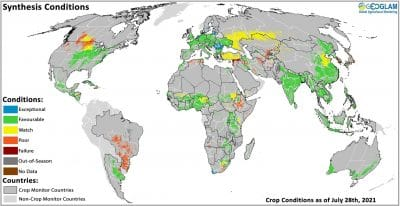 Synthesis Conditions
GEOGLAM
Global Agricultural Monitoring
Conditions:
Exceptional
Favourable
Watch
Poor
Failure
Out-of-Season
No Data
Countries:
Crop Monitor Countries
Non-Crop Monitor Countries
Crop Conditions as of July 28th, 2021